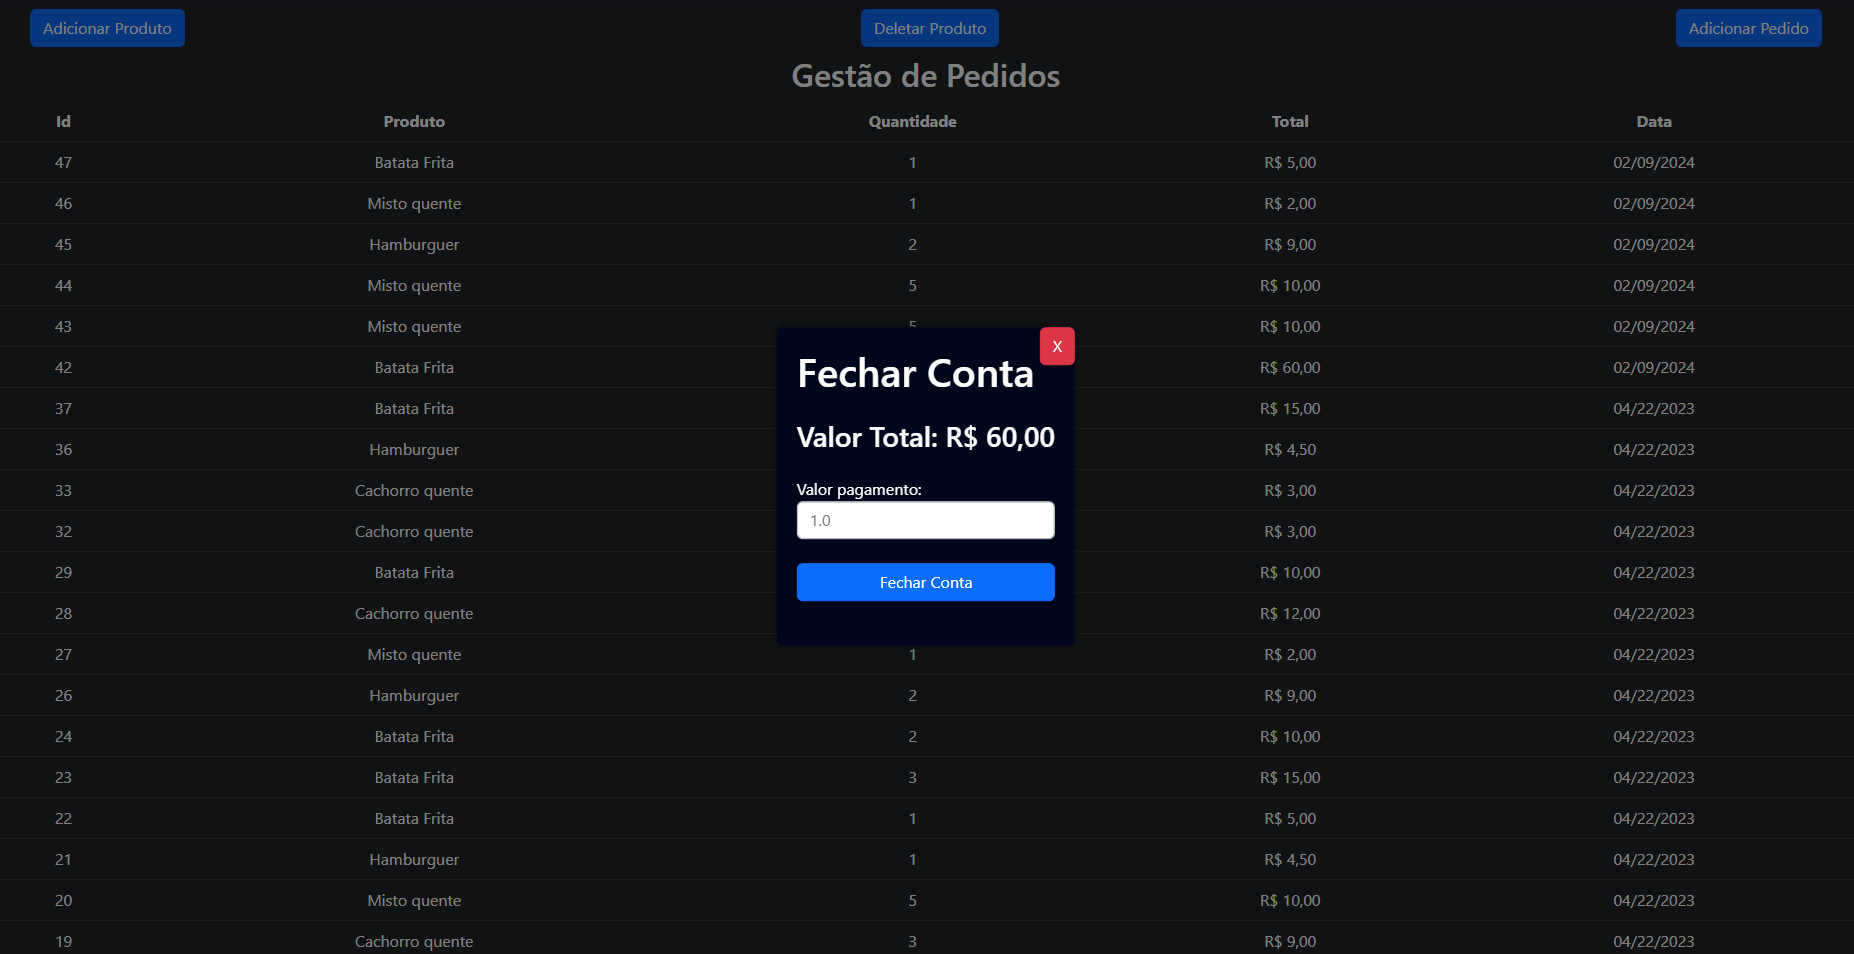 Adicionar Produto Deletar Produto Adicionar Pedido
Gestão de Pedidos
Id Produto Quantidade Total Data
47 Batata Frita 1 R$ 5,00 02/09/2024
46 Misto quente 1 R$ 2,00 02/09/2024
45 Hamburguer 2 R$ 9,00 02/09/2024
44 Misto quente 5 R$ 10,00 02/09/2024
43 Misto quente 5 R$ 10,00 02/09/2024
X
42 Batata Frita R$ 60,00 02/09/2024
Fechar Conta
37 Batata Frita R$ 15,00 04/22/2023
Valor Total: R$ 60,00
36 Hamburguer R$ 4,50 04/22/2023
Valor pagamento:
33 Cachorro quente R$ 3,00 04/22/2023
1.0
32 Cachorro quente R$ 3,00 04/22/2023
29 Batata Frita R$ 10,00 04/22/2023
Fechar Conta
28 Cachorro quente R$ 12,00 04/22/2023
27 Misto quente 1 R$ 2,00 04/22/2023
26 Hamburguer 2 R$ 9,00 04/22/2023
24 Batata Frita 2 R$ 10,00 04/22/2023
23 Batata Frita 3 R$ 15,00 04/22/2023
22 Batata Frita 1 R$ 5,00 04/22/2023
21 Hamburguer 1 R$ 4,50 04/22/2023
20 Misto quente 5 R$ 10,00 04/22/2023
19 Cachorro quente 3 R$ 9,00 04/22/2023